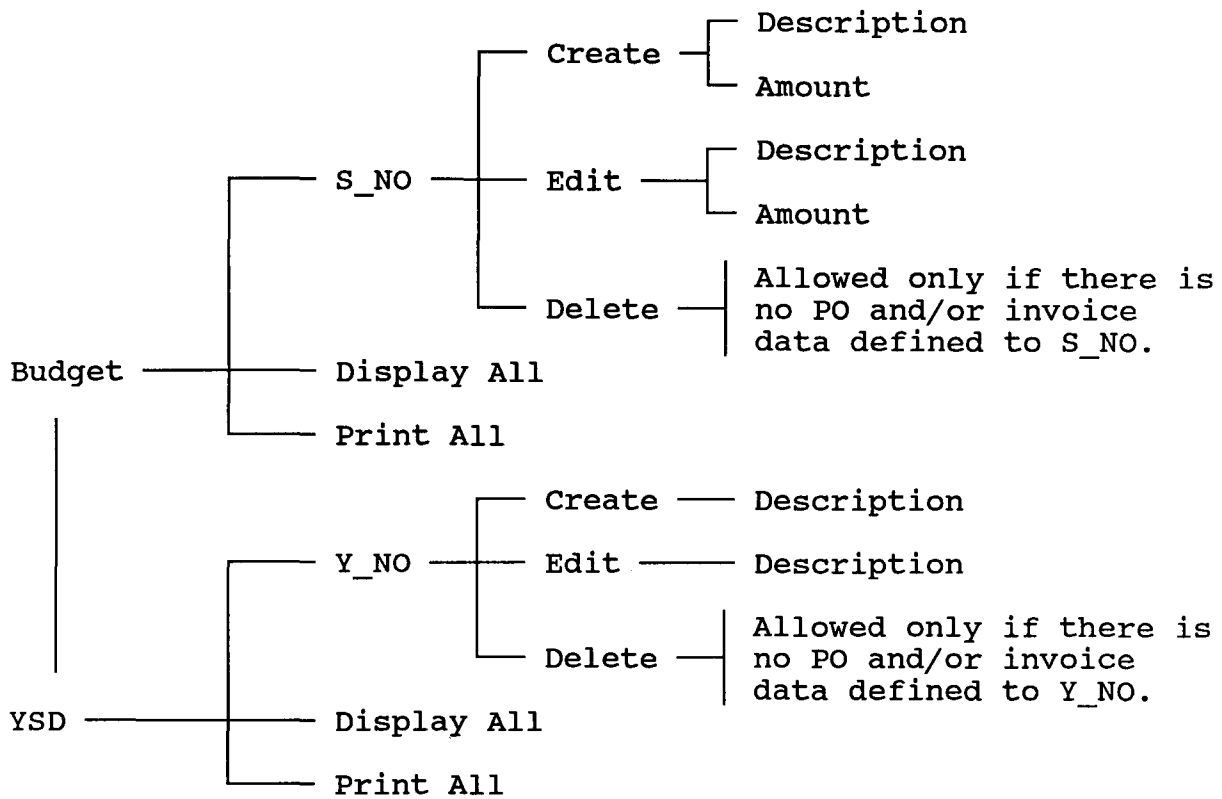 Description
Create
Amount
Description
S_NO
Edit
Amount
Delete
Allowed only if there is
no PO and/or invoice
data defined to S_NO.
Budget
Display All
Print All
Create
Description
Y_NO
Edit
Description
Delete
Allowed only if there is
no PO and/or invoice
data defined to Y_NO.
YSD
Display All
Print All